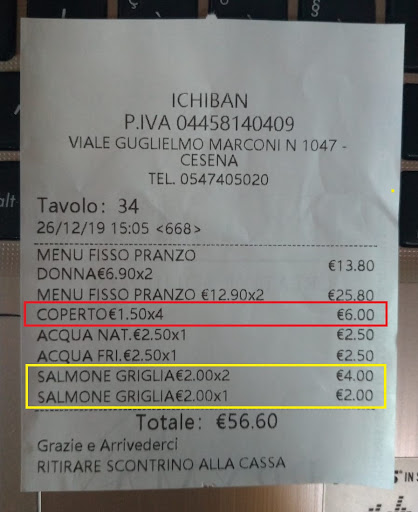 ICHIBAN
P.IVA 04458140409
VIALE GUGLIELMO MARCONI N 1047 -
CESENA
TEL. 0547405020
Tavolo: 34
26/12/19 15:05 <668>
MENU FISSO PRANZO
DONNA€6.90x2 €13.80
MENU FISSO PRANZO €12.90x2 €25.80
COPERTO€1.50x4 €6.00
ACQUA NAT.€2.50x1 €2.50
ACQUA FRI.€2.50x1 €2.50
SALMONE GRIGLIA€2.00x2 €4.00
SALMONE GRIGLIA€2.00x1 €2.00
Totale: €56.60
Grazie e Arrivederci
RITIRARE SCONTRINO ALLA CASSA